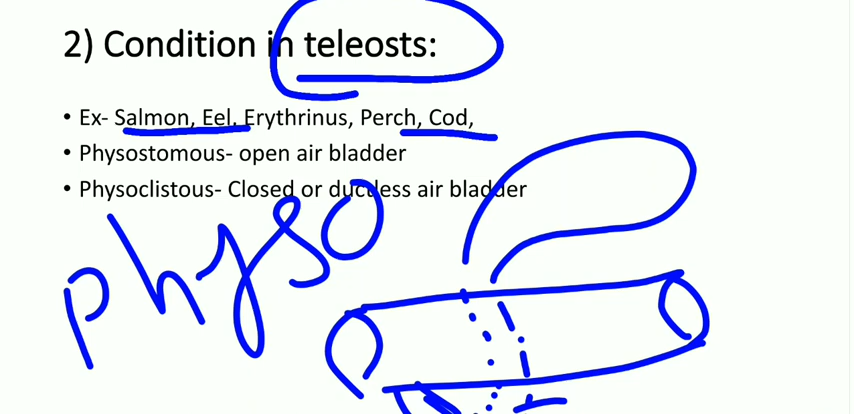 2) Condition in teleosts:
• Ex- Salmon, Eel, Erythrinus, Perch, Cod,
• Physostomous- open air bladder
• Physoclistous- Closed or ductless air bladder
physo